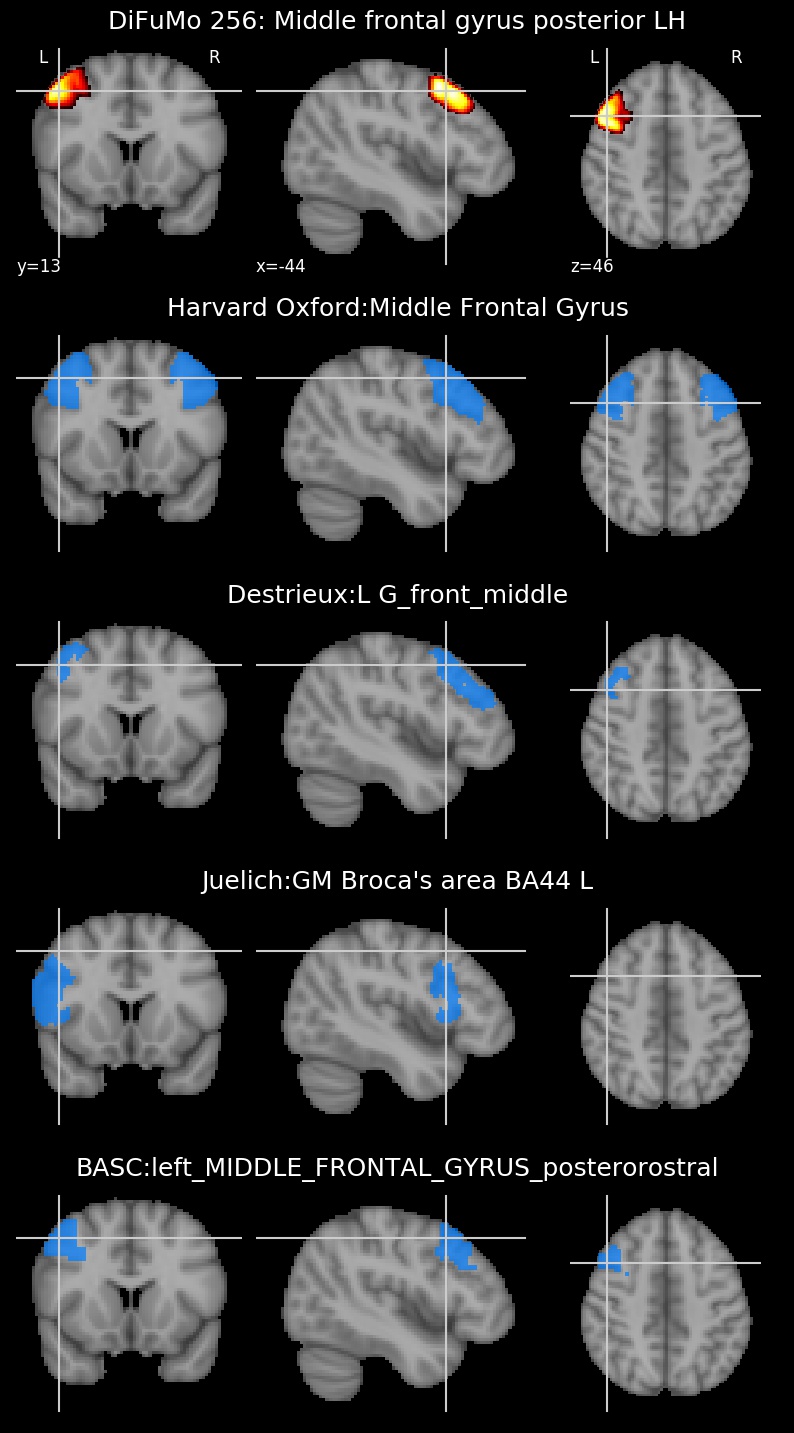 DiFuMo 256: Middle frontal gyrus posterior LH
L R L R
y=13 x=-44 z=46
Harvard Oxford:Middle Frontal Gyrus
Destrieux:L G_front_middle
Juelich:GM Broca's area BA44 L
BASC:left_MIDDLE_FRONTAL_GYRUS_posterorostral